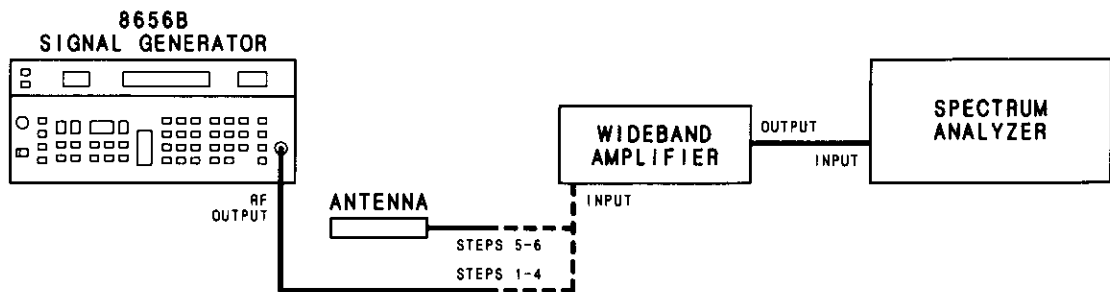 8656B
SIGNAL GENERATOR
SPECTRUM
ANALYZER
WIDEBAND
AMPLIFIER
OUTPUT
INPUT
INPUT
RF
OUTPUT
ANTENNA
STEPS 5-6
STEPS 1-4